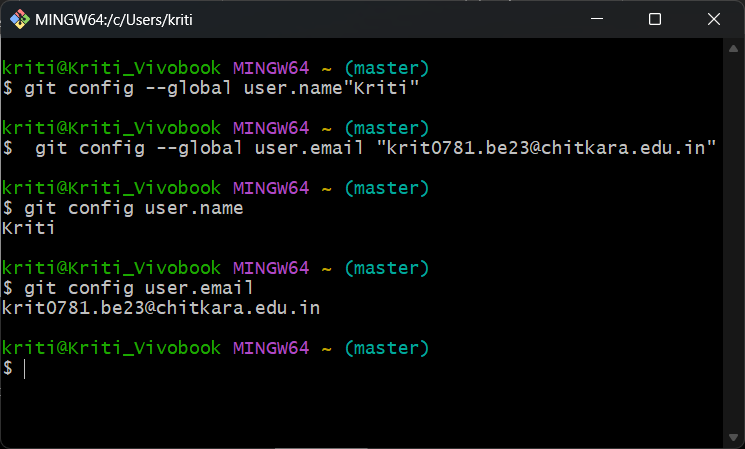 MINGW64:/c/Users/kriti
kriti@Kriti_Vivobook MINGW64 ~ (master)
$ git config --global user.name"Kriti"
kriti@Kriti_Vivobook MINGW64 ~ (master)
$  git config --global user.email "krit0781.be23@chitkara.edu.in"
kriti@Kriti_Vivobook MINGW64 ~ (master)
$ git config user.name
Kriti
kriti@Kriti_Vivobook MINGW64 ~ (master)
$ git config user.email
krit0781.be23@chitkara.edu.in
kriti@Kriti_Vivobook MINGW64 ~ (master)
$